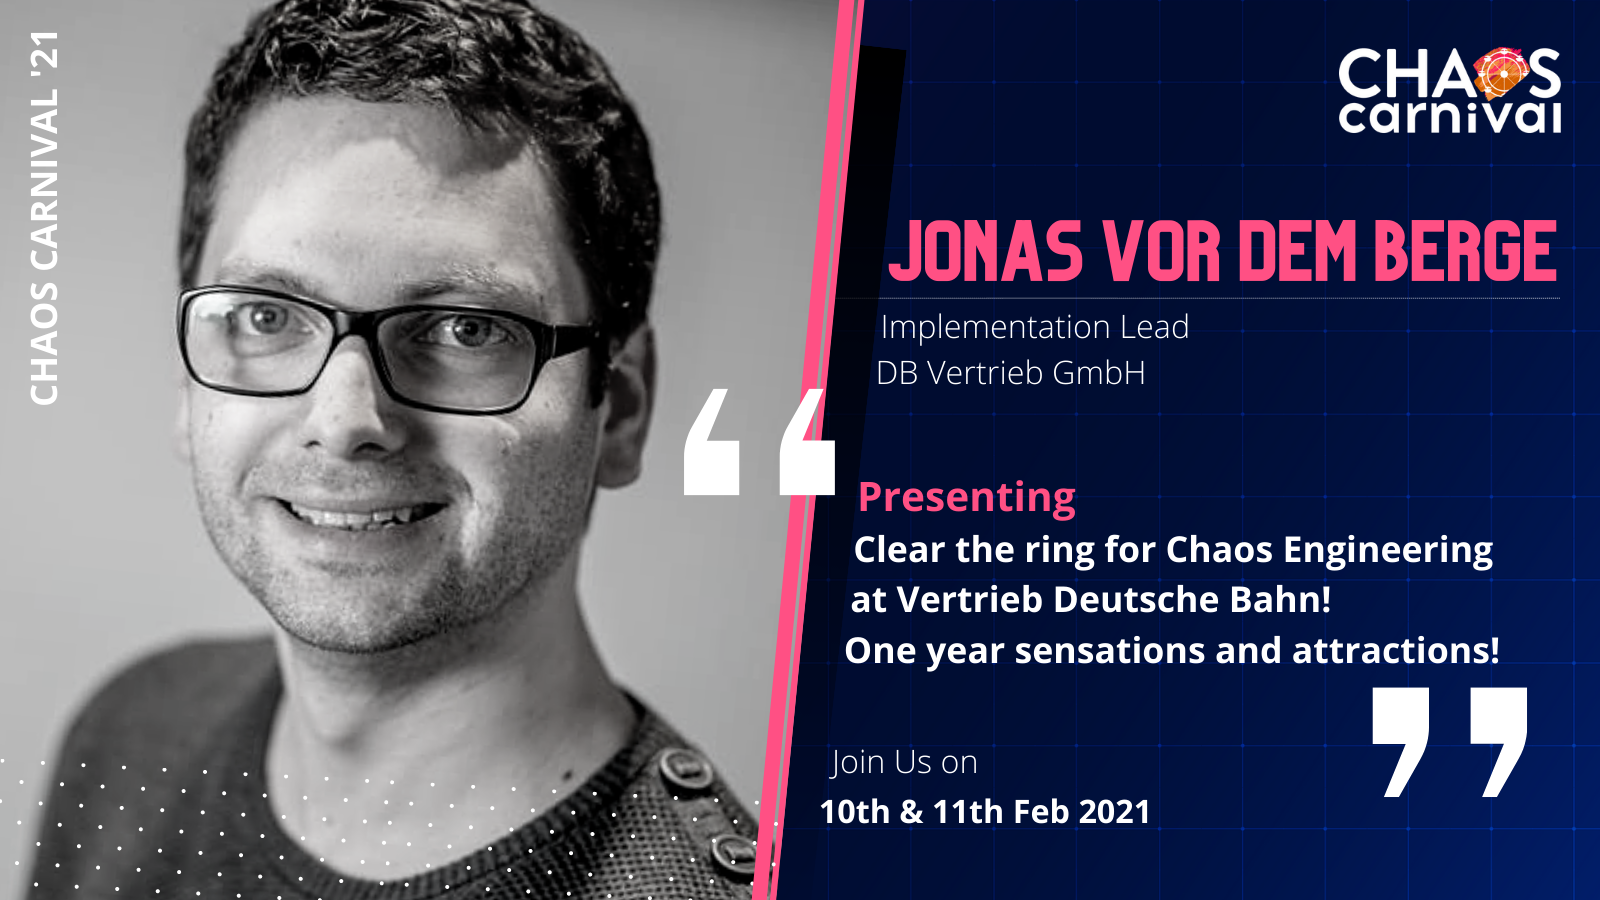 CHAOS CARNIVAL '21
CHAOS
carnival
JONAS VOR DEM BERGE
Implementation Lead
DB Vertrieb GmbH
“
Presenting
Clear the ring for Chaos Engineering
at Vertrieb Deutsche Bahn!
One year sensations and attractions!
”
Join Us on
10th & 11th Feb 2021